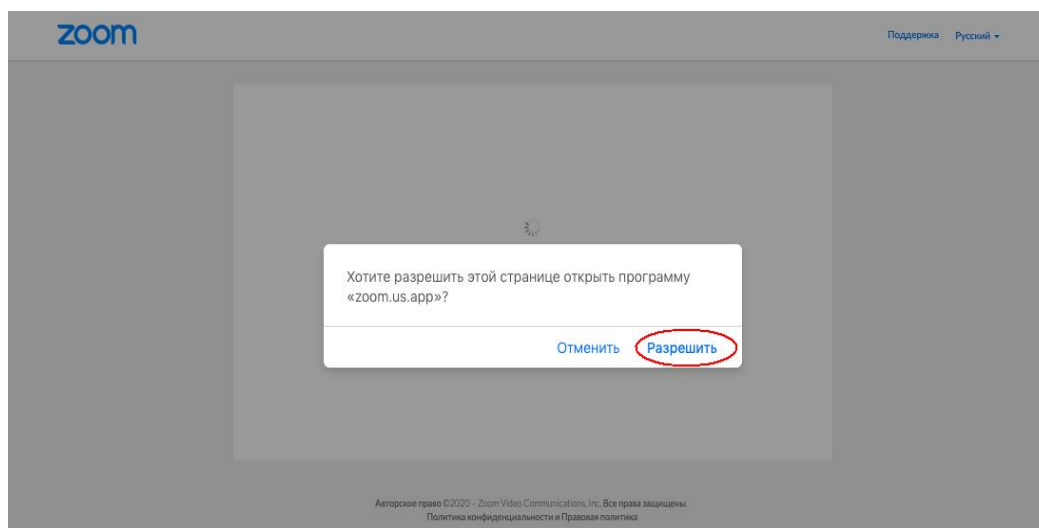 zoom
Поддержка Русский
Хотите разрешить этой странице открыть программу
«zoom.us.app»?
Отменить Разрешить
Авторское право ©2020 – Zoom Video Communications, Inc. Все права защищены.
Политика конфиденциальности и Правовая политика